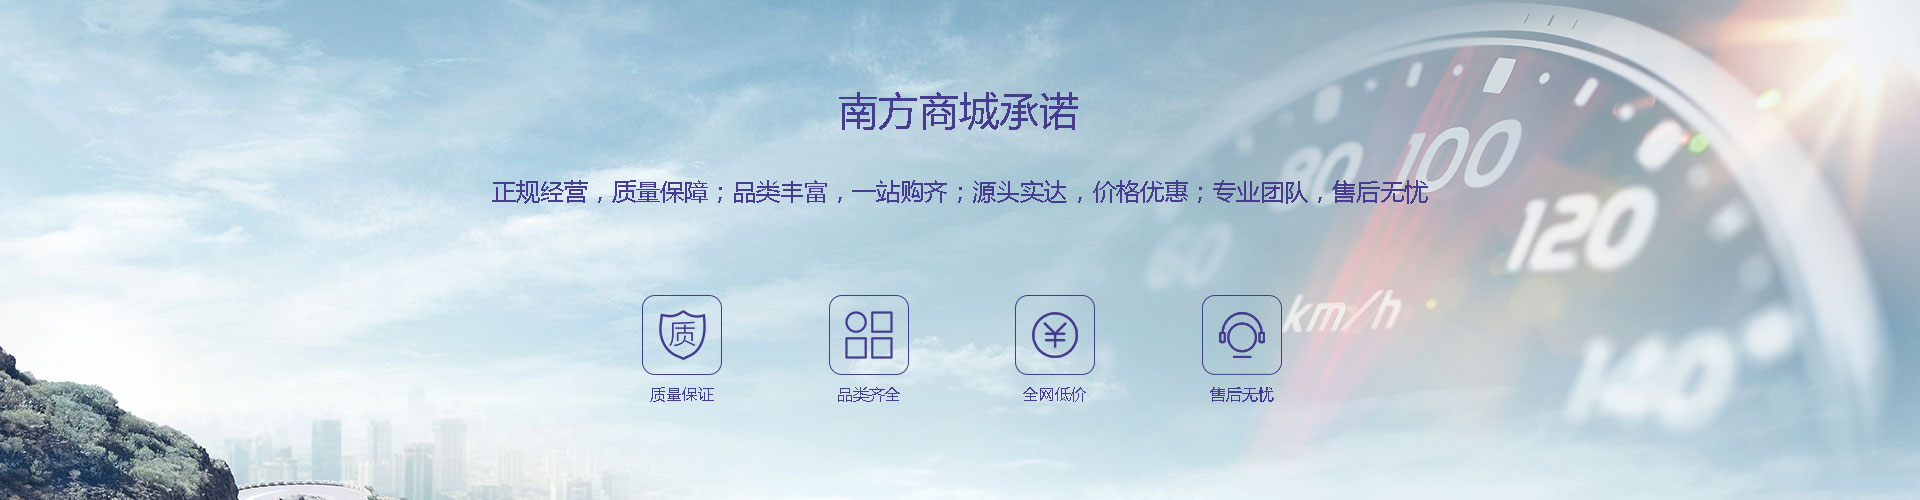 南方商城承诺
正规经营，质量保障；品类丰富，一站购齐；源头实达，价格优惠；专业团队，售后无忧
60 80 100 120 140
km/h
质
¥
质量保证 品类齐全 全网低价 售后无忧